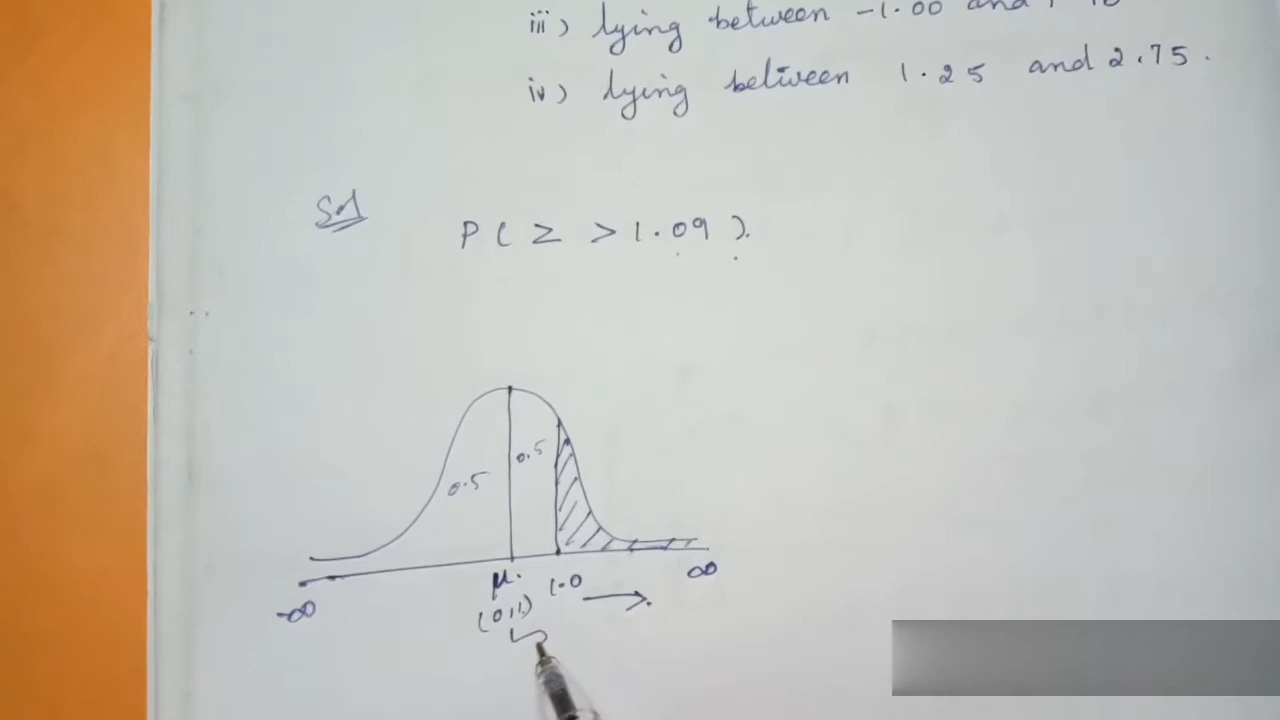 iii) lying between -1.00 and
iv) lying between 1.25 and 2.75.
Sol
P ( Z > 1.09 ).
0.5 0.5
-∞ μ. 1.0 ∞
(0,1)